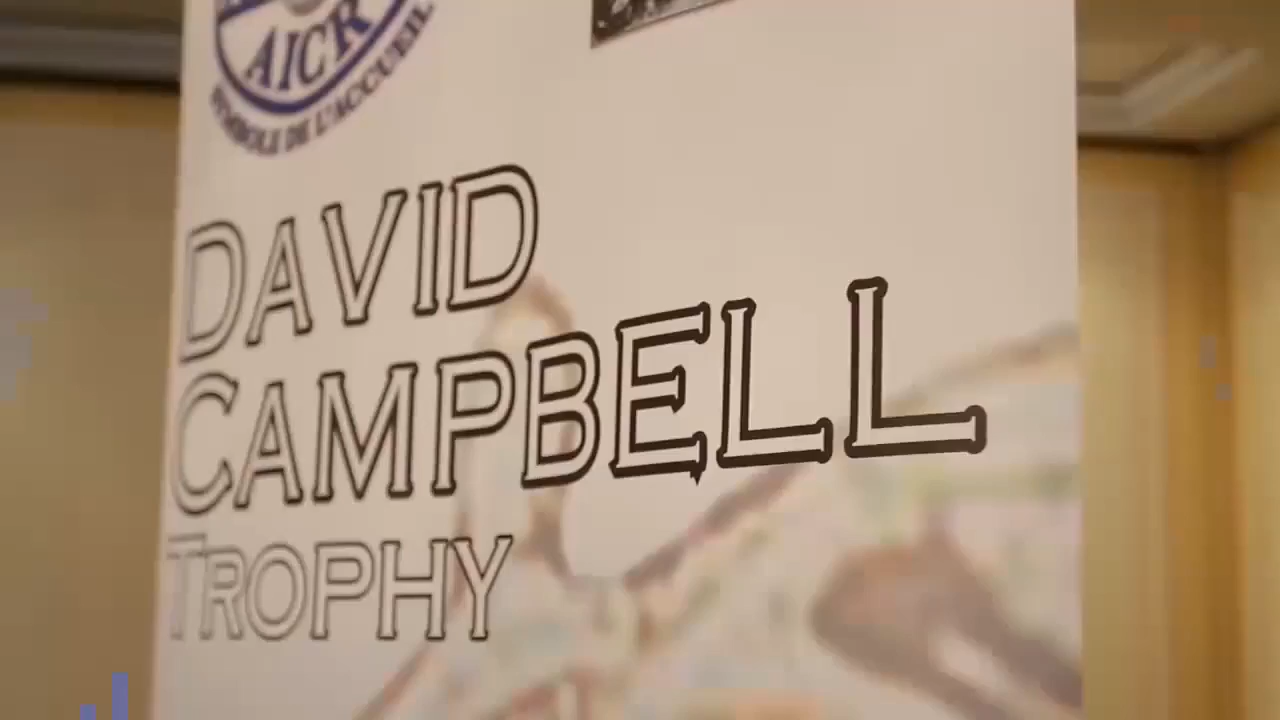 AICR
SYMBOLE DE L'ACCUEIL
DAVID
CAMPBELL
TROPHY